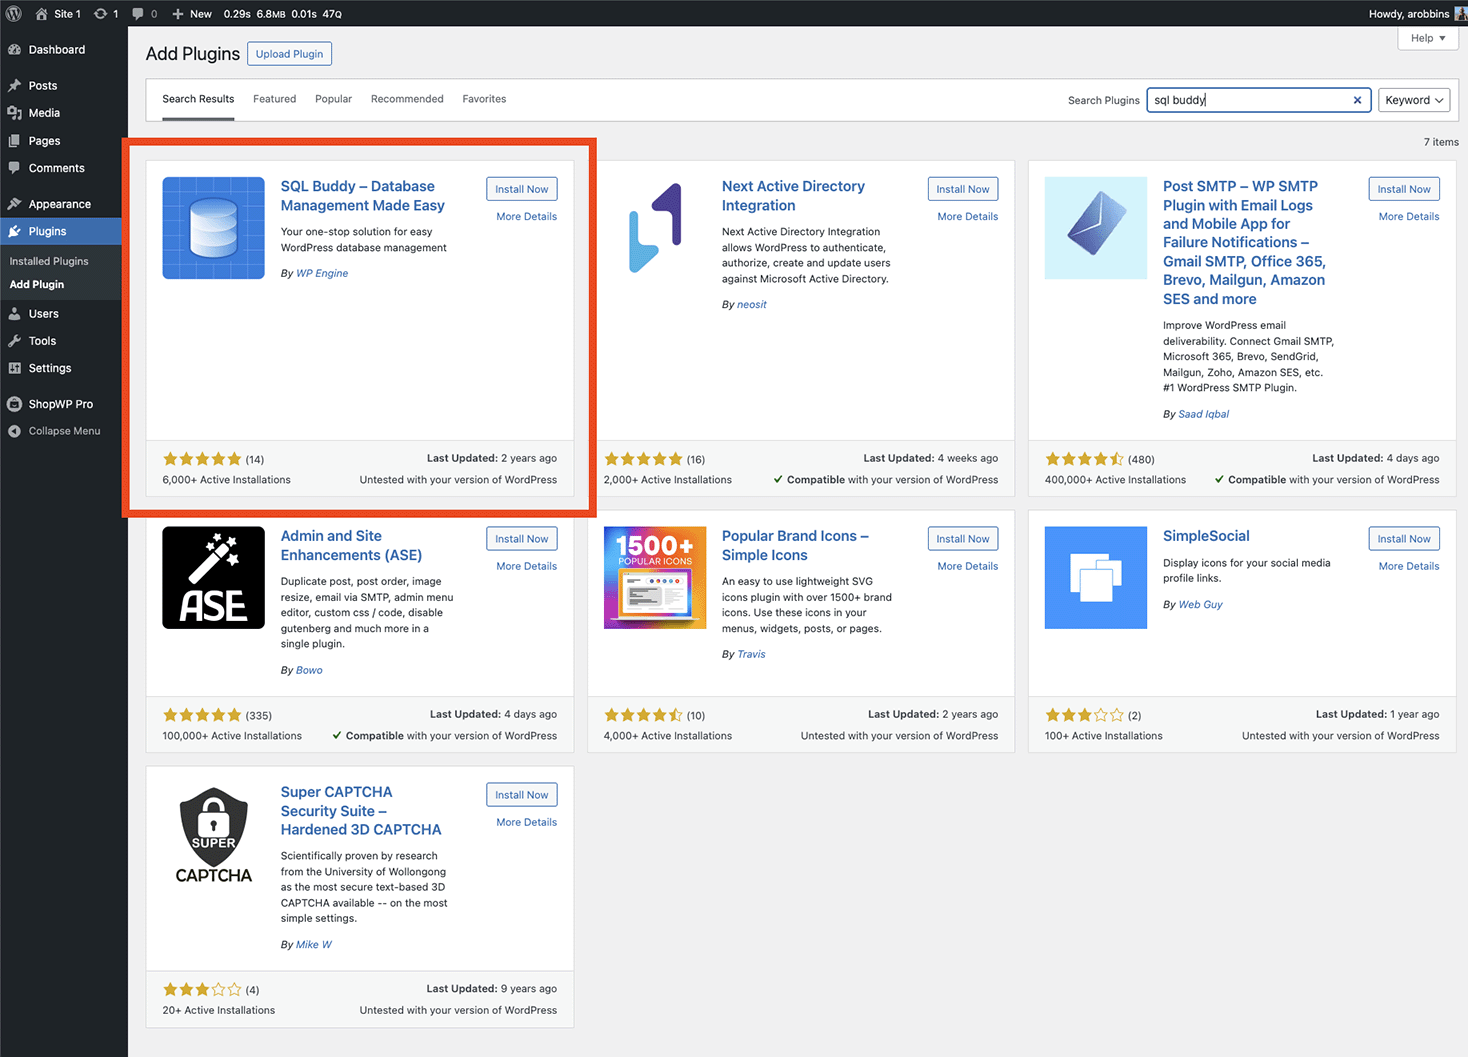 Site 1  1  0  New  0.29s  6.8MB  0.01s  47Q  Howdy, arobbins
Help
Dashboard
Posts
Media
Pages
Comments
Appearance
Plugins
Installed Plugins
Add Plugin
Users
Tools
Settings
ShopWP Pro
Collapse Menu
Add Plugins  Upload Plugin
Search Results  Featured  Popular  Recommended  Favorites  Search Plugins  sql buddy  Keyword
7 items
SQL Buddy – Database
Management Made Easy
Your one-stop solution for easy
WordPress database management
By WP Engine
Install Now
More Details
(14)  Last Updated: 2 years ago
6,000+ Active Installations  Untested with your version of WordPress
Next Active Directory
Integration
Next Active Directory Integration
allows WordPress to authenticate,
authorize, create and update users
against Microsoft Active Directory.
By neosit
Install Now
More Details
(16)  Last Updated: 4 weeks ago
2,000+ Active Installations  Compatible with your version of WordPress
Post SMTP – WP SMTP
Plugin with Email Logs
and Mobile App for
Failure Notifications –
Gmail SMTP, Office 365,
Brevo, Mailgun, Amazon
SES and more
Improve WordPress email
deliverability. Connect Gmail SMTP,
Microsoft 365, Brevo, SendGrid,
Mailgun, Zoho, Amazon SES, etc.
#1 WordPress SMTP Plugin.
By Saad Iqbal
Install Now
More Details
(480)  Last Updated: 4 days ago
400,000+ Active Installations  Compatible with your version of WordPress
ASE
Admin and Site
Enhancements (ASE)
Duplicate post, post order, image
resize, email via SMTP, admin menu
editor, custom css / code, disable
gutenberg and much more in a
single plugin.
By Bowo
Install Now
More Details
(335)  Last Updated: 4 days ago
100,000+ Active Installations  Compatible with your version of WordPress
1500+
POPULAR ICONS
Popular Brand Icons –
Simple Icons
An easy to use lightweight SVG
icons plugin with over 1500+ brand
icons. Use these icons in your
menus, widgets, posts, or pages.
By Travis
Install Now
More Details
(10)  Last Updated: 2 years ago
4,000+ Active Installations  Untested with your version of WordPress
SimpleSocial
Display icons for your social media
profile links.
By Web Guy
Install Now
More Details
(2)  Last Updated: 1 year ago
100+ Active Installations  Untested with your version of WordPress
SUPER
CAPTCHA
Super CAPTCHA
Security Suite –
Hardened 3D CAPTCHA
Scientifically proven by research
from the University of Wollongong
as the most secure text-based 3D
CAPTCHA available -- on the most
simple settings.
By Mike W
Install Now
More Details
(4)  Last Updated: 9 years ago
20+ Active Installations  Untested with your version of WordPress